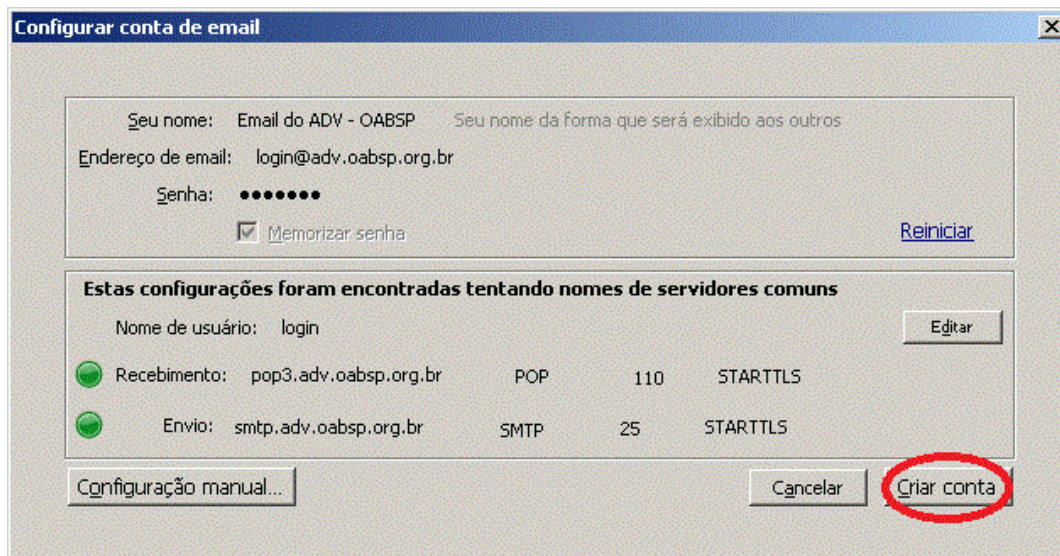 Configurar conta de email
Seu nome: Email do ADV - OABSP Seu nome da forma que será exibido aos outros
Endereço de email: login@adv.oabsp.org.br
Senha: •••••••
Memorizar senha Reiniciar
Estas configurações foram encontradas tentando nomes de servidores comuns
Nome de usuário: login Editar
Recebimento: pop3.adv.oabsp.org.br POP 110 STARTTLS
Envio: smtp.adv.oabsp.org.br SMTP 25 STARTTLS
Configuração manual... Cancelar Criar conta